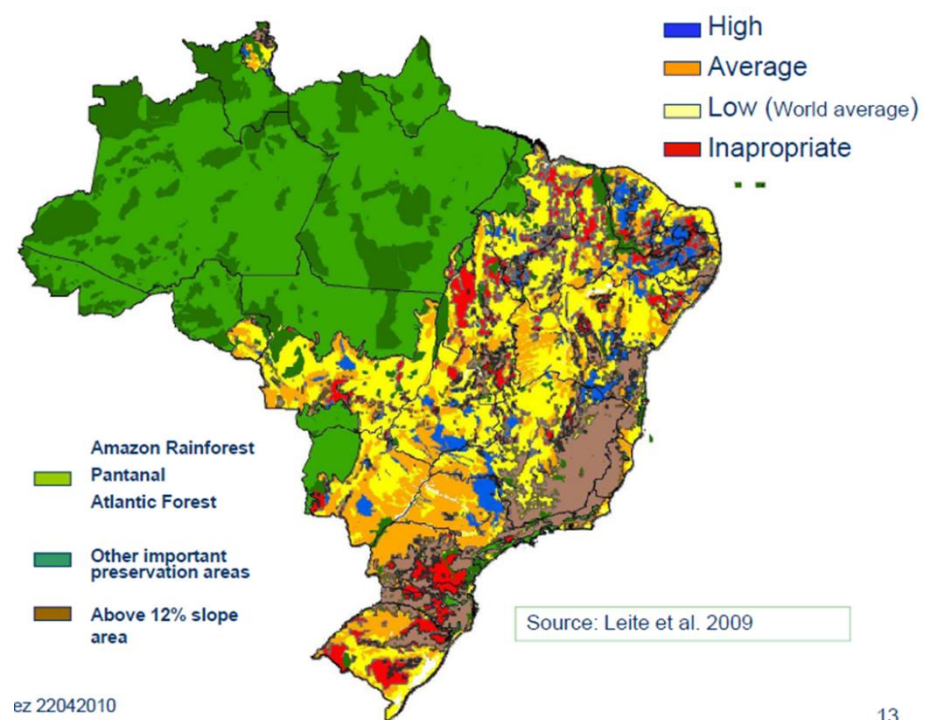 High
Average
Low (World average)
Inapropriate
Amazon Rainforest
Pantanal
Atlantic Forest
Other important
preservation areas
Above 12% slope
area
Source: Leite et al. 2009
ez 22042010
13